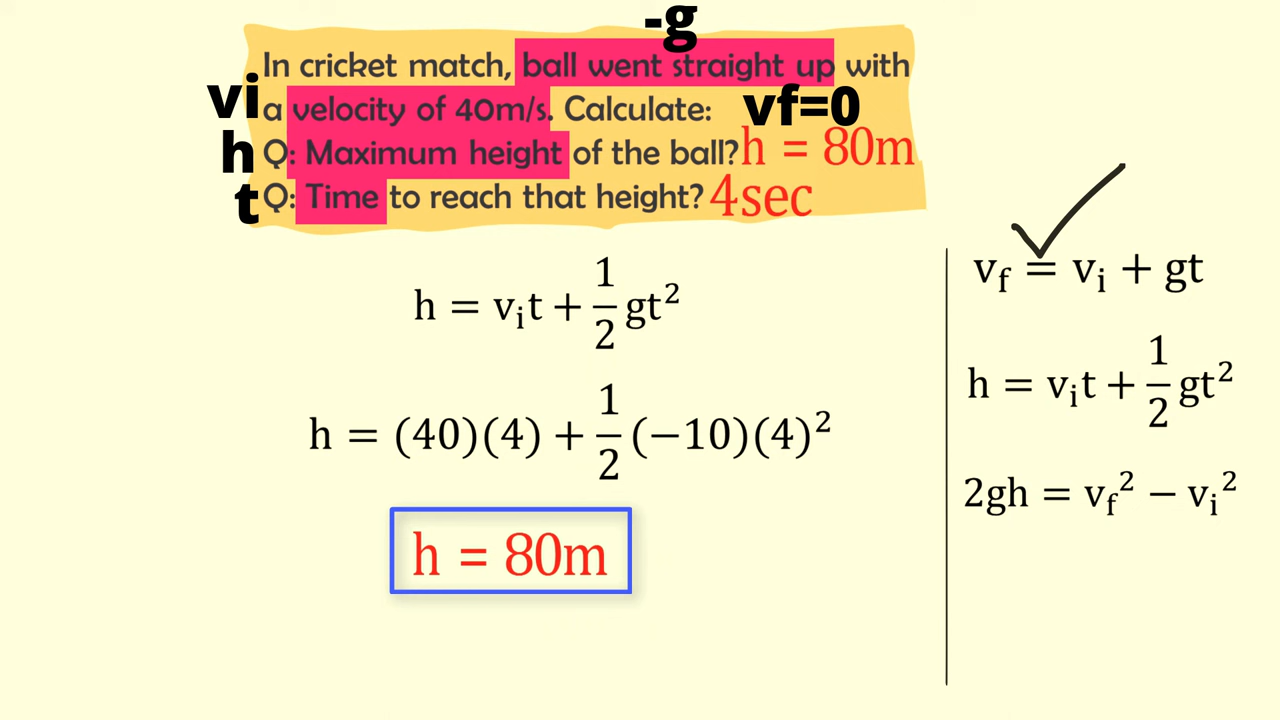 -g
In cricket match, ball went straight up with
vi a velocity of 40m/s. Calculate: vf=0
h Q: Maximum height of the ball? h = 80m
t Q: Time to reach that height? 4sec
h = vᵢt + 1/2 gt²
h = (40)(4) + 1/2 (−10)(4)²
h = 80m
v_f = vᵢ + gt
h = vᵢt + 1/2 gt²
2gh = v_f² − vᵢ²